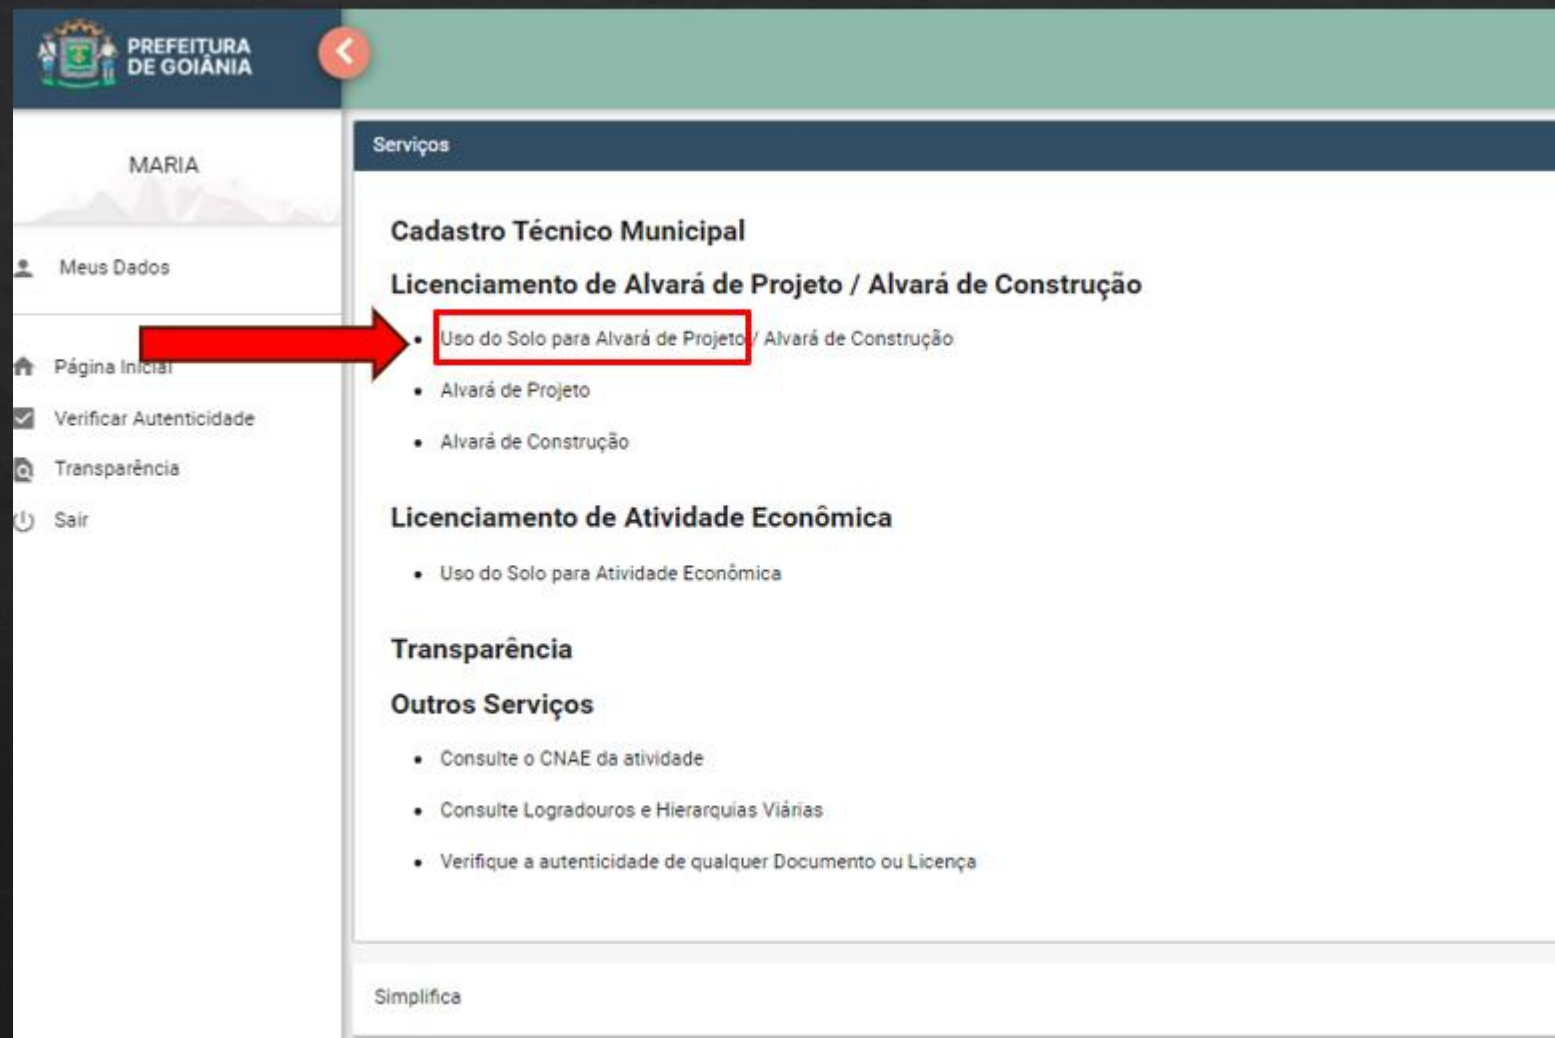 PREFEITURA
DE GOIÂNIA
MARIA
Meus Dados
Página Inicial
Verificar Autenticidade
Transparência
Sair
Serviços
Cadastro Técnico Municipal
Licenciamento de Alvará de Projeto / Alvará de Construção
Uso do Solo para Alvará de Projeto / Alvará de Construção
Alvará de Projeto
Alvará de Construção
Licenciamento de Atividade Econômica
Uso do Solo para Atividade Econômica
Transparência
Outros Serviços
Consulte o CNAE da atividade
Consulte Logradouros e Hierarquias Viárias
Verifique a autenticidade de qualquer Documento ou Licença
Simplifica